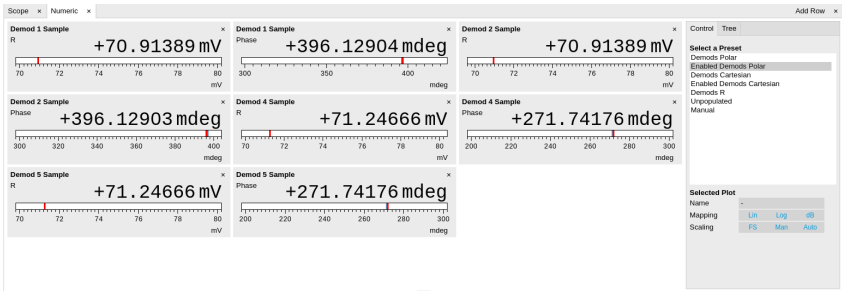 Scope × Numeric × Add Row ×
Demod 1 Sample ×
R
+70.91389 mV
70 72 74 76 78 80
mV
Demod 1 Sample ×
Phase
+396.12904 mdeg
300 350 400
mdeg
Demod 2 Sample ×
R
+70.91389 mV
70 72 74 76 78 80
mV
Demod 2 Sample ×
Phase
+396.12903 mdeg
300 320 340 360 380 400
mdeg
Demod 4 Sample ×
R
+71.24666 mV
70 72 74 76 78 80
mV
Demod 4 Sample ×
Phase
+271.74176 mdeg
200 220 240 260 280 300
mdeg
Demod 5 Sample ×
R
+71.24666 mV
70 72 74 76 78 80
mV
Demod 5 Sample ×
Phase
+271.74176 mdeg
200 220 240 260 280 300
mdeg
Control Tree
Select a Preset
Demods Polar
Enabled Demods Polar
Demods Cartesian
Enabled Demods Cartesian
Demods R
Unpopulated
Manual
Selected Plot
Name -
Mapping Lin Log dB
Scaling FS Man Auto